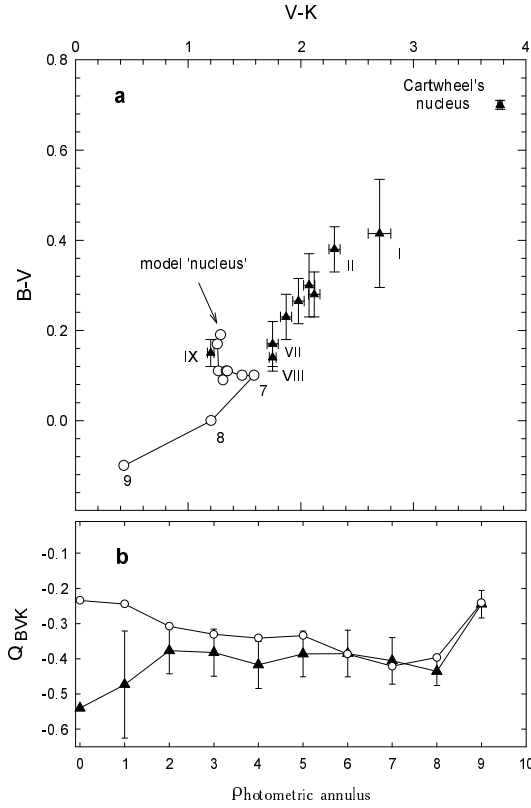 V-K
0 1 2 3 4
0.8
a
Cartwheel's
nucleus
0.6
B-V
0.4
I
II
model 'nucleus'
0.2
IX
VII
VIII
7
0.0
8
9
b
-0.1
-0.2
-0.3
-0.4
-0.5
-0.6
Q BVK
0 1 2 3 4 5 6 7 8 9 10
Photometric annulus